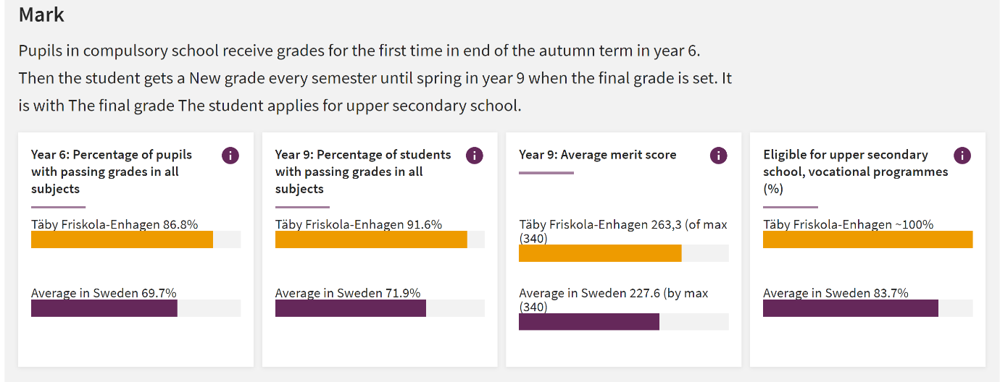 Mark
Pupils in compulsory school receive grades for the first time in end of the autumn term in year 6.
Then the student gets a New grade every semester until spring in year 9 when the final grade is set. It
is with The final grade The student applies for upper secondary school.
Year 6: Percentage of pupils
with passing grades in all
subjects
i
Täby Friskola-Enhagen 86.8%
Average in Sweden 69.7%
Year 9: Percentage of students
with passing grades in all
subjects
i
Täby Friskola-Enhagen 91.6%
Average in Sweden 71.9%
Year 9: Average merit score
i
Täby Friskola-Enhagen 263,3 (of max
(340)
Average in Sweden 227.6 (by max
(340)
Eligible for upper secondary
school, vocational programmes
(%)
i
Täby Friskola-Enhagen ~100%
Average in Sweden 83.7%